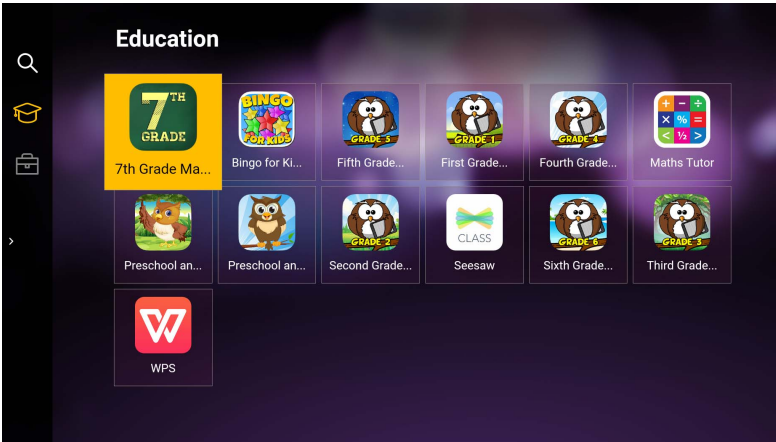 Education
7TH
GRADE
BINGO
FOR KIDS
GRADE 5
GRADE 1
GRADE 4
+ − ÷
× % =
< ½ >
7th Grade Ma...
Bingo for Ki...
Fifth Grade...
First Grade...
Fourth Grade...
Maths Tutor
GRADE 2
CLASS
GRADE 6
GRADE 3
Preschool an...
Preschool an...
Second Grade...
Seesaw
Sixth Grade...
Third Grade...
W
WPS